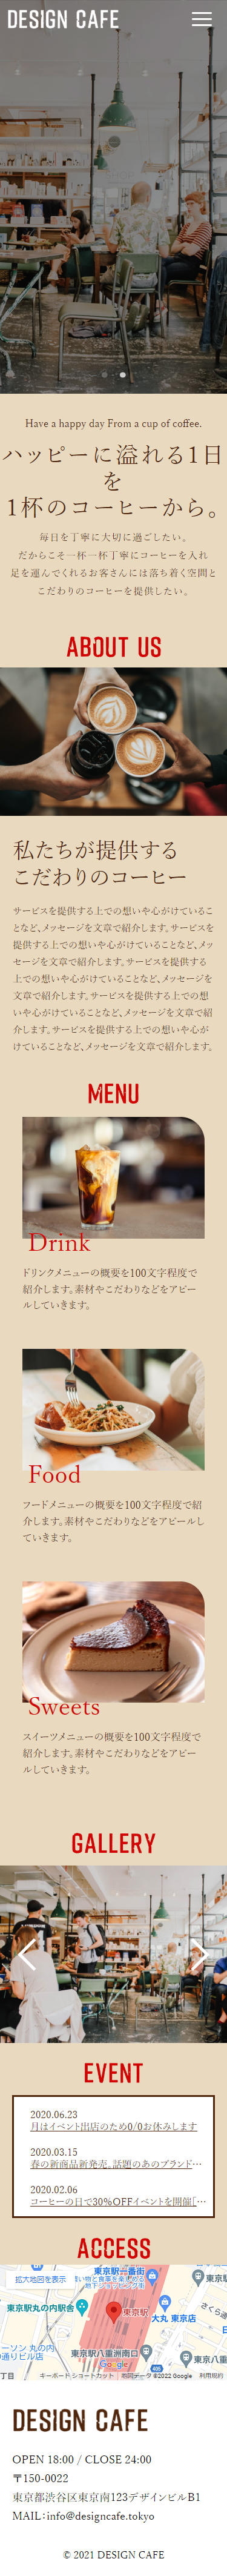 DESIGN CAFE
Have a happy day From a cup of coffee.
ハッピーに溢れる1日
を
1杯のコーヒーから。
毎日を丁寧に大切に過ごしたい。
だからこそ一杯一杯丁寧にコーヒーを入れ
足を運んでくれるお客さんには落ち着く空間と
こだわりのコーヒーを提供したい。
ABOUT US
私たちが提供する
こだわりのコーヒー
サービスを提供する上での想いや心がけているこ
となど、メッセージを文章で紹介します。サービスを
提供する上での想いや心がけていることなど、メッ
セージを文章で紹介します。サービスを提供する
上での想いや心がけていることなど、メッセージを
文章で紹介します。サービスを提供する上での想
いや心がけていることなど、メッセージを文章で紹
介します。サービスを提供する上での想いや心が
けていることなど、メッセージを文章で紹介します。
MENU
Drink
ドリンクメニューの概要を100文字程度で
紹介します。素材やこだわりなどをアピー
ルしていきます。
Food
フードメニューの概要を100文字程度で紹
介します。素材やこだわりなどをアピールし
ていきます。
Sweets
スイーツメニューの概要を100文字程度で
紹介します。素材やこだわりなどをアピー
ルしていきます。
GALLERY
EVENT
2020.06.23
月はイベント出店のため0/0お休みします
2020.03.15
春の新商品新発売。話題のあのブランド…
2020.02.06
コーヒーの日で30%OFFイベントを開催「…
ACCESS
東京駅一番街
拡大地図を表示
地下ショッピング街
東京駅丸の内駅舎
東京駅
大丸 東京店
さくら通
東京駅八重洲南口
Google
キーボード ショートカット
地図データ ©2022 Google
利用規約
丁目
DESIGN CAFE
OPEN 18:00 / CLOSE 24:00
〒150-0022
東京都渋谷区東京南123デザインビルB1
MAIL：info@designcafe.tokyo
© 2021 DESIGN CAFE